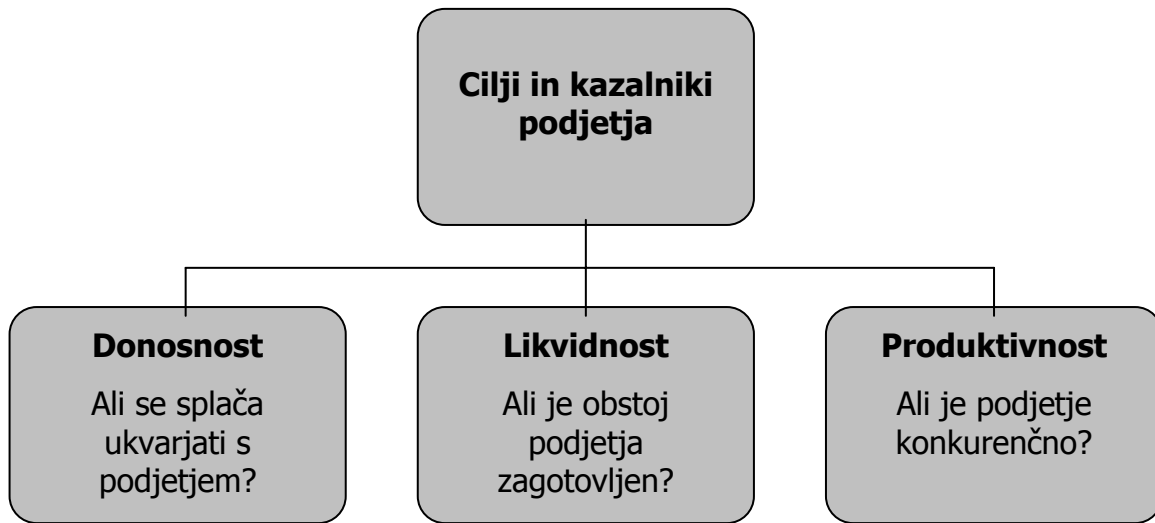 Cilji in kazalniki
podjetja
Donosnost
Ali se splača
ukvarjati s
podjetjem?
Likvidnost
Ali je obstoj
podjetja
zagotovljen?
Produktivnost
Ali je podjetje
konkurenčno?